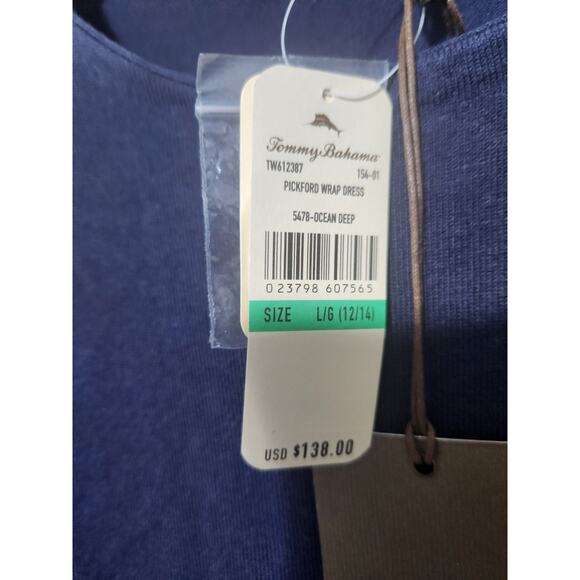 Tommy Bahama
TW612387 154-01
PICKFORD WRAP DRESS
5478-OCEAN DEEP
0 23798 607565
SIZE L/G (12/14)
USD $138.00